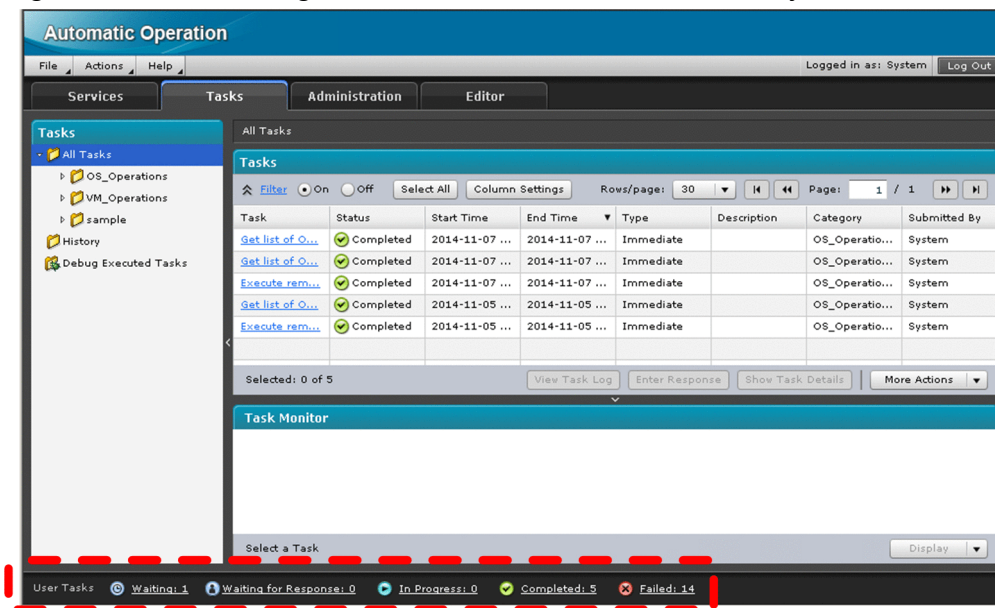 Automatic Operation
File Actions Help Logged in as: System Log Out
Services Tasks Administration Editor
Tasks
All Tasks
OS_Operations
VM_Operations
sample
History
Debug Executed Tasks
All Tasks
Tasks
Filter On Off Select All Column Settings Rows/page: 30 Page: 1 / 1
Task Status Start Time End Time Type Description Category Submitted By
Get list of O... Completed 2014-11-07 ... 2014-11-07 ... Immediate OS_Operatio... System
Get list of O... Completed 2014-11-07 ... 2014-11-07 ... Immediate OS_Operatio... System
Execute rem... Completed 2014-11-07 ... 2014-11-07 ... Immediate OS_Operatio... System
Get list of O... Completed 2014-11-05 ... 2014-11-05 ... Immediate OS_Operatio... System
Execute rem... Completed 2014-11-05 ... 2014-11-05 ... Immediate OS_Operatio... System
Selected: 0 of 5 View Task Log Enter Response Show Task Details More Actions
Task Monitor
Select a Task Display
User Tasks Waiting: 1 Waiting for Response: 0 In Progress: 0 Completed: 5 Failed: 14